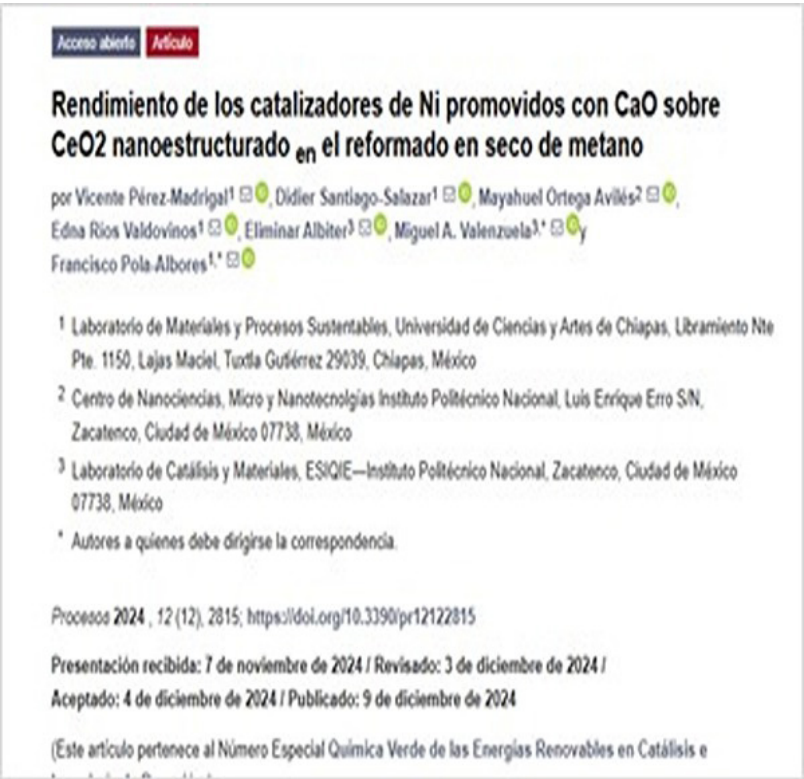 Acceso abierto Artículo
Rendimiento de los catalizadores de Ni promovidos con CaO sobre
CeO2 nanoestructurado en el reformado en seco de metano
por Vicente Pérez-Madrigal1, Didier Santiago-Salazar1, Mayahuel Ortega Avilés2,
Edna Rios Valdovinos1, Eliminar Albiter3, Miguel A. Valenzuela3,* y
Francisco Pola-Albores1,*
1 Laboratorio de Materiales y Procesos Sustentables, Universidad de Ciencias y Artes de Chiapas, Libramiento Nte
Pte. 1150, Lajas Maciel, Tuxtla Gutiérrez 29039, Chiapas, México
2 Centro de Nanociencias, Micro y Nanotecnolgias Instituto Politécnico Nacional, Luis Enrique Erro S/N,
Zacatenco, Ciudad de México 07738, México
3 Laboratorio de Catálisis y Materiales, ESIQIE—Instituto Politécnico Nacional, Zacatenco, Ciudad de México
07738, México
* Autores a quienes debe dirigirse la correspondencia.
Procesos 2024 , 12 (12), 2815; https://doi.org/10.3390/pr12122815
Presentación recibida: 7 de noviembre de 2024 / Revisado: 3 de diciembre de 2024 /
Aceptado: 4 de diciembre de 2024 / Publicado: 9 de diciembre de 2024
(Este artículo pertenece al Número Especial Química Verde de las Energías Renovables en Catálisis e